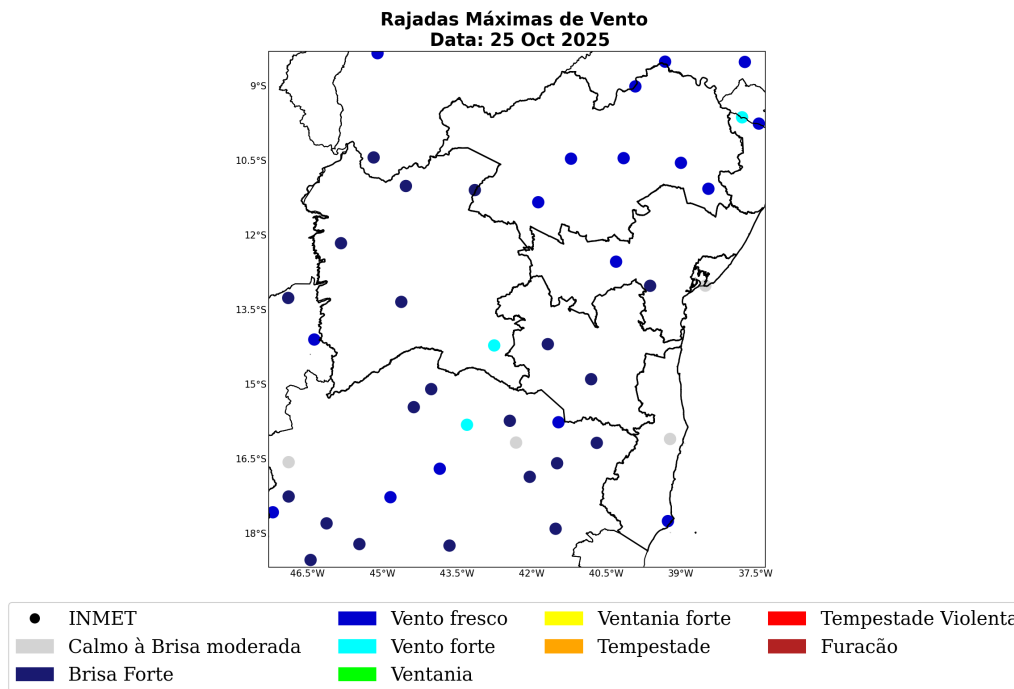 Rajadas Máximas de Vento
Data: 25 Oct 2025
9°S
10.5°S
12°S
13.5°S
15°S
16.5°S
18°S
46.5°W 45°W 43.5°W 42°W 40.5°W 39°W 37.5°W
INMET Vento fresco Ventania forte Tempestade Violenta
Calmo à Brisa moderada Vento forte Tempestade Furacão
Brisa Forte Ventania